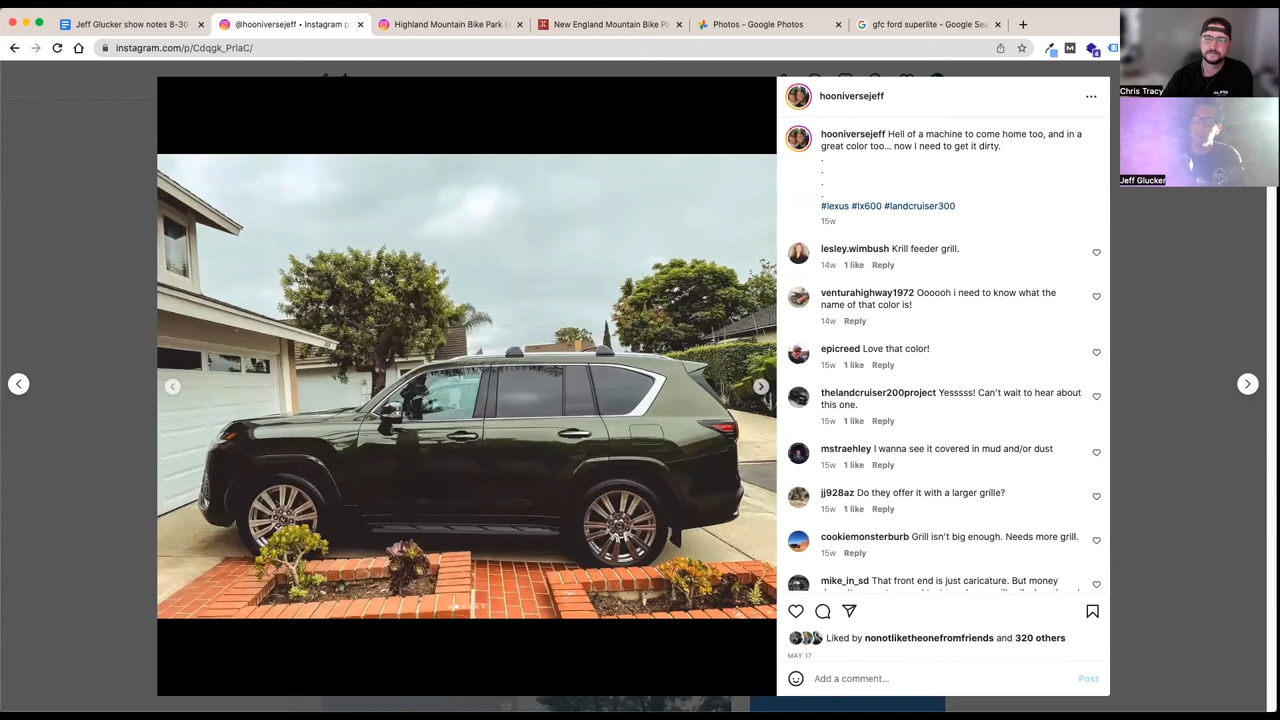 Jeff Glucker show notes 8-30-
@hooniversejeff • Instagram p
Highland Mountain Bike Park (
New England Mountain Bike Pa
Photos - Google Photos
gfc ford superlite - Google Sea
instagram.com/p/Cdqgk_PrlaC/
M
4
Chris Tracy
Jeff Glucker
hooniversejeff
hooniversejeff Hell of a machine to come home too, and in a
great color too... now I need to get it dirty.
.
.
.
.
#lexus #lx600 #landcruiser300
15w
lesley.wimbush Krill feeder grill.
14w 1 like Reply
venturahighway1972 Oooooh i need to know what the
name of that color is!
14w Reply
epicreed Love that color!
15w 1 like Reply
thelandcruiser200project Yesssss! Can't wait to hear about
this one.
15w 1 like Reply
mstraehley I wanna see it covered in mud and/or dust
15w 1 like Reply
jj928az Do they offer it with a larger grille?
15w 1 like Reply
cookiemonsterburb Grill isn't big enough. Needs more grill.
15w Reply
mike_in_sd That front end is just caricature. But money
Liked by nonotliketheonefromfriends and 320 others
MAY 17
Add a comment...
Post